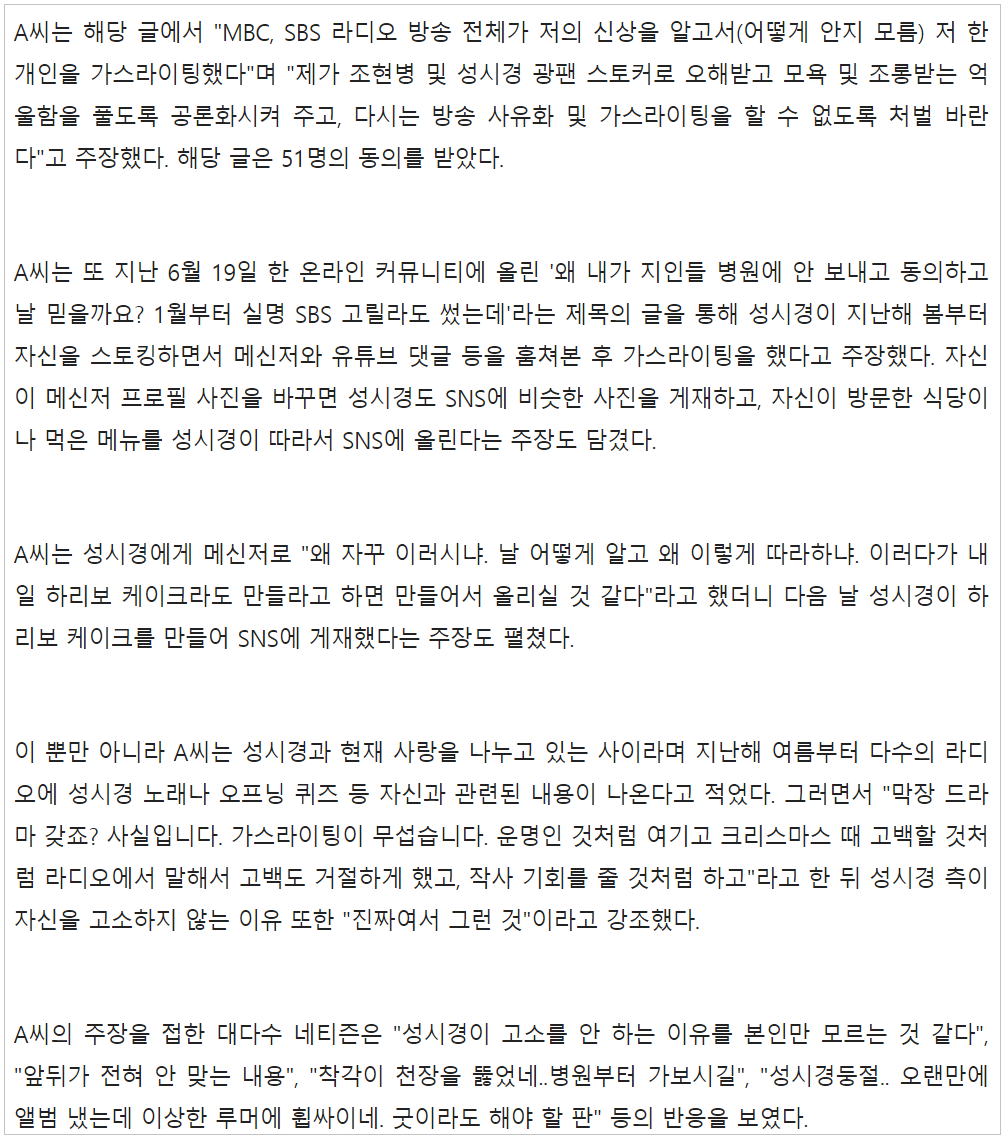 A씨는 해당 글에서 "MBC, SBS 라디오 방송 전체가 저의 신상을 알고서(어떻게 안지 모름) 저 한
개인을 가스라이팅했다"며 "제가 조현병 및 성시경 광팬 스토커로 오해받고 모욕 및 조롱받는 억
울함을 풀도록 공론화시켜 주고, 다시는 방송 사유화 및 가스라이팅을 할 수 없도록 처벌 바란
다"고 주장했다. 해당 글은 51명의 동의를 받았다.
A씨는 또 지난 6월 19일 한 온라인 커뮤니티에 올린 '왜 내가 지인들 병원에 안 보내고 동의하고
날 믿을까요? 1월부터 실명 SBS 고릴라도 썼는데'라는 제목의 글을 통해 성시경이 지난해 봄부터
자신을 스토킹하면서 메신저와 유튜브 댓글 등을 훔쳐본 후 가스라이팅을 했다고 주장했다. 자신
이 메신저 프로필 사진을 바꾸면 성시경도 SNS에 비슷한 사진을 게재하고, 자신이 방문한 식당이
나 먹은 메뉴를 성시경이 따라서 SNS에 올린다는 주장도 담겼다.
A씨는 성시경에게 메신저로 "왜 자꾸 이러시냐. 날 어떻게 알고 왜 이렇게 따라하냐. 이러다가 내
일 하리보 케이크라도 만들라고 하면 만들어서 올리실 것 같다"라고 했더니 다음 날 성시경이 하
리보 케이크를 만들어 SNS에 게재했다는 주장도 펼쳤다.
이 뿐만 아니라 A씨는 성시경과 현재 사랑을 나누고 있는 사이라며 지난해 여름부터 다수의 라디
오에 성시경 노래나 오프닝 퀴즈 등 자신과 관련된 내용이 나온다고 적었다. 그러면서 "막장 드라
마 갖죠? 사실입니다. 가스라이팅이 무섭습니다. 운명인 것처럼 여기고 크리스마스 때 고백할 것처
럼 라디오에서 말해서 고백도 거절하게 했고, 작사 기회를 줄 것처럼 하고"라고 한 뒤 성시경 측이
자신을 고소하지 않는 이유 또한 "진짜여서 그런 것"이라고 강조했다.
A씨의 주장을 접한 대다수 네티즌은 "성시경이 고소를 안 하는 이유를 본인만 모르는 것 같다",
"앞뒤가 전혀 안 맞는 내용", "착각이 천장을 뚫었네..병원부터 가보시길", "성시경둥절.. 오랜만에
앨범 냈는데 이상한 루머에 휩싸이네. 굿이라도 해야 할 판" 등의 반응을 보였다.